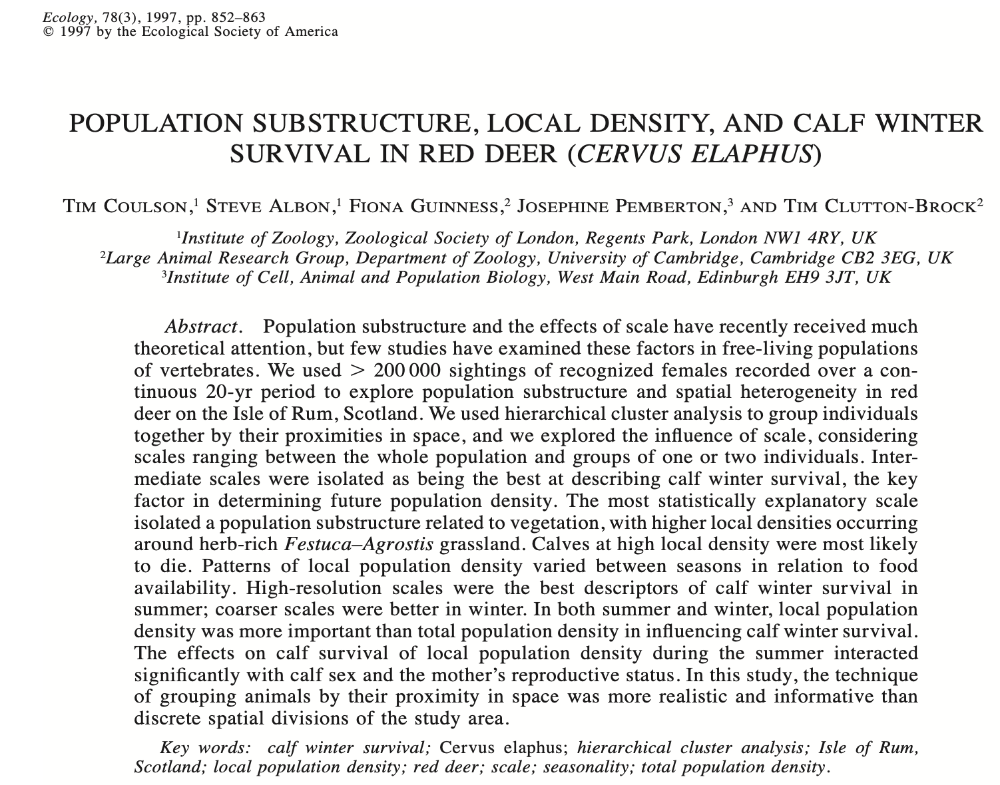 Ecology, 78(3), 1997, pp. 852–863
© 1997 by the Ecological Society of America
POPULATION SUBSTRUCTURE, LOCAL DENSITY, AND CALF WINTER
SURVIVAL IN RED DEER (CERVUS ELAPHUS)
TIM COULSON,¹ STEVE ALBON,¹ FIONA GUINNESS,² JOSEPHINE PEMBERTON,³ AND TIM CLUTTON-BROCK²
¹Institute of Zoology, Zoological Society of London, Regents Park, London NW1 4RY, UK
²Large Animal Research Group, Department of Zoology, University of Cambridge, Cambridge CB2 3EG, UK
³Institute of Cell, Animal and Population Biology, West Main Road, Edinburgh EH9 3JT, UK
Abstract. Population substructure and the effects of scale have recently received much
theoretical attention, but few studies have examined these factors in free-living populations
of vertebrates. We used > 200 000 sightings of recognized females recorded over a con-
tinuous 20-yr period to explore population substructure and spatial heterogeneity in red
deer on the Isle of Rum, Scotland. We used hierarchical cluster analysis to group individuals
together by their proximities in space, and we explored the influence of scale, considering
scales ranging between the whole population and groups of one or two individuals. Inter-
mediate scales were isolated as being the best at describing calf winter survival, the key
factor in determining future population density. The most statistically explanatory scale
isolated a population substructure related to vegetation, with higher local densities occurring
around herb-rich Festuca–Agrostis grassland. Calves at high local density were most likely
to die. Patterns of local population density varied between seasons in relation to food
availability. High-resolution scales were the best descriptors of calf winter survival in
summer; coarser scales were better in winter. In both summer and winter, local population
density was more important than total population density in influencing calf winter survival.
The effects on calf survival of local population density during the summer interacted
significantly with calf sex and the mother's reproductive status. In this study, the technique
of grouping animals by their proximity in space was more realistic and informative than
discrete spatial divisions of the study area.
Key words: calf winter survival; Cervus elaphus; hierarchical cluster analysis; Isle of Rum,
Scotland; local population density; red deer; scale; seasonality; total population density.